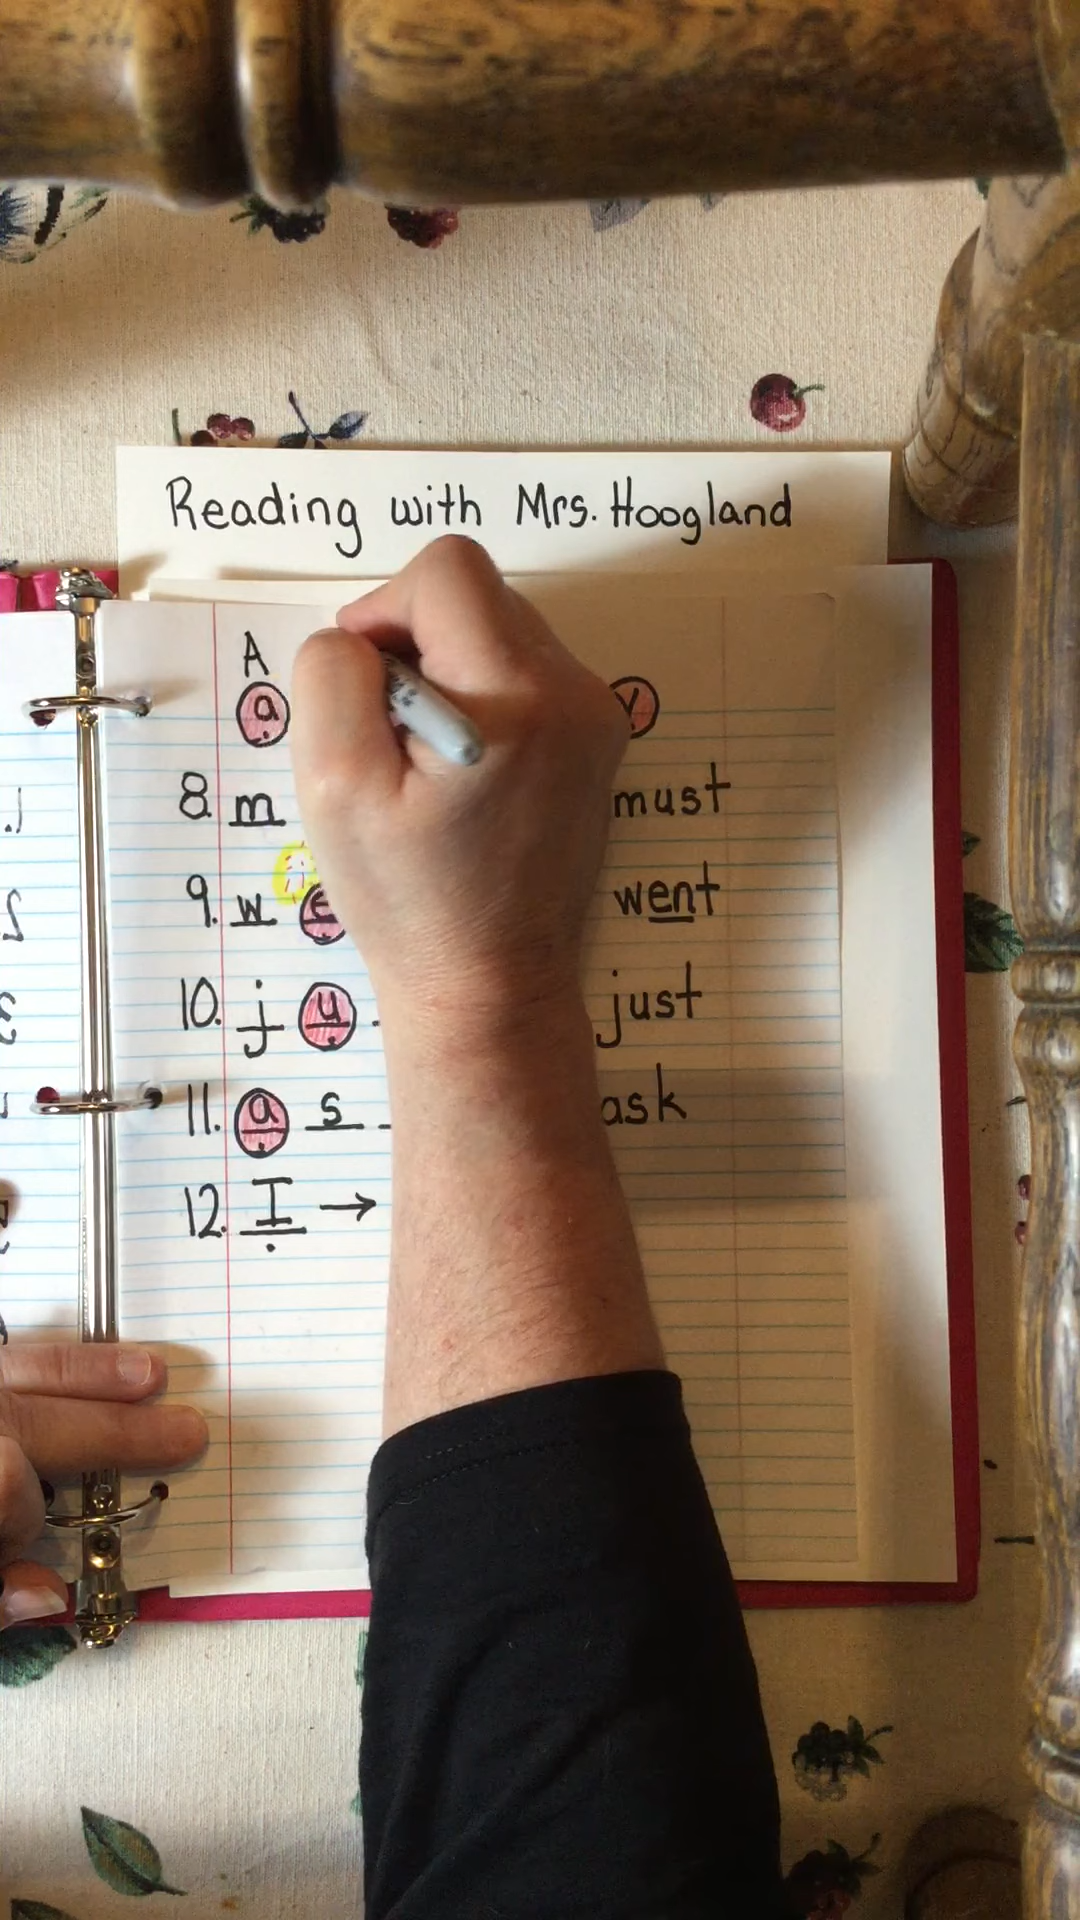 Reading with Mrs. Hoogland
A
a y
8. m must
9. w e went
10. j u just
11. a s ask
12. I →